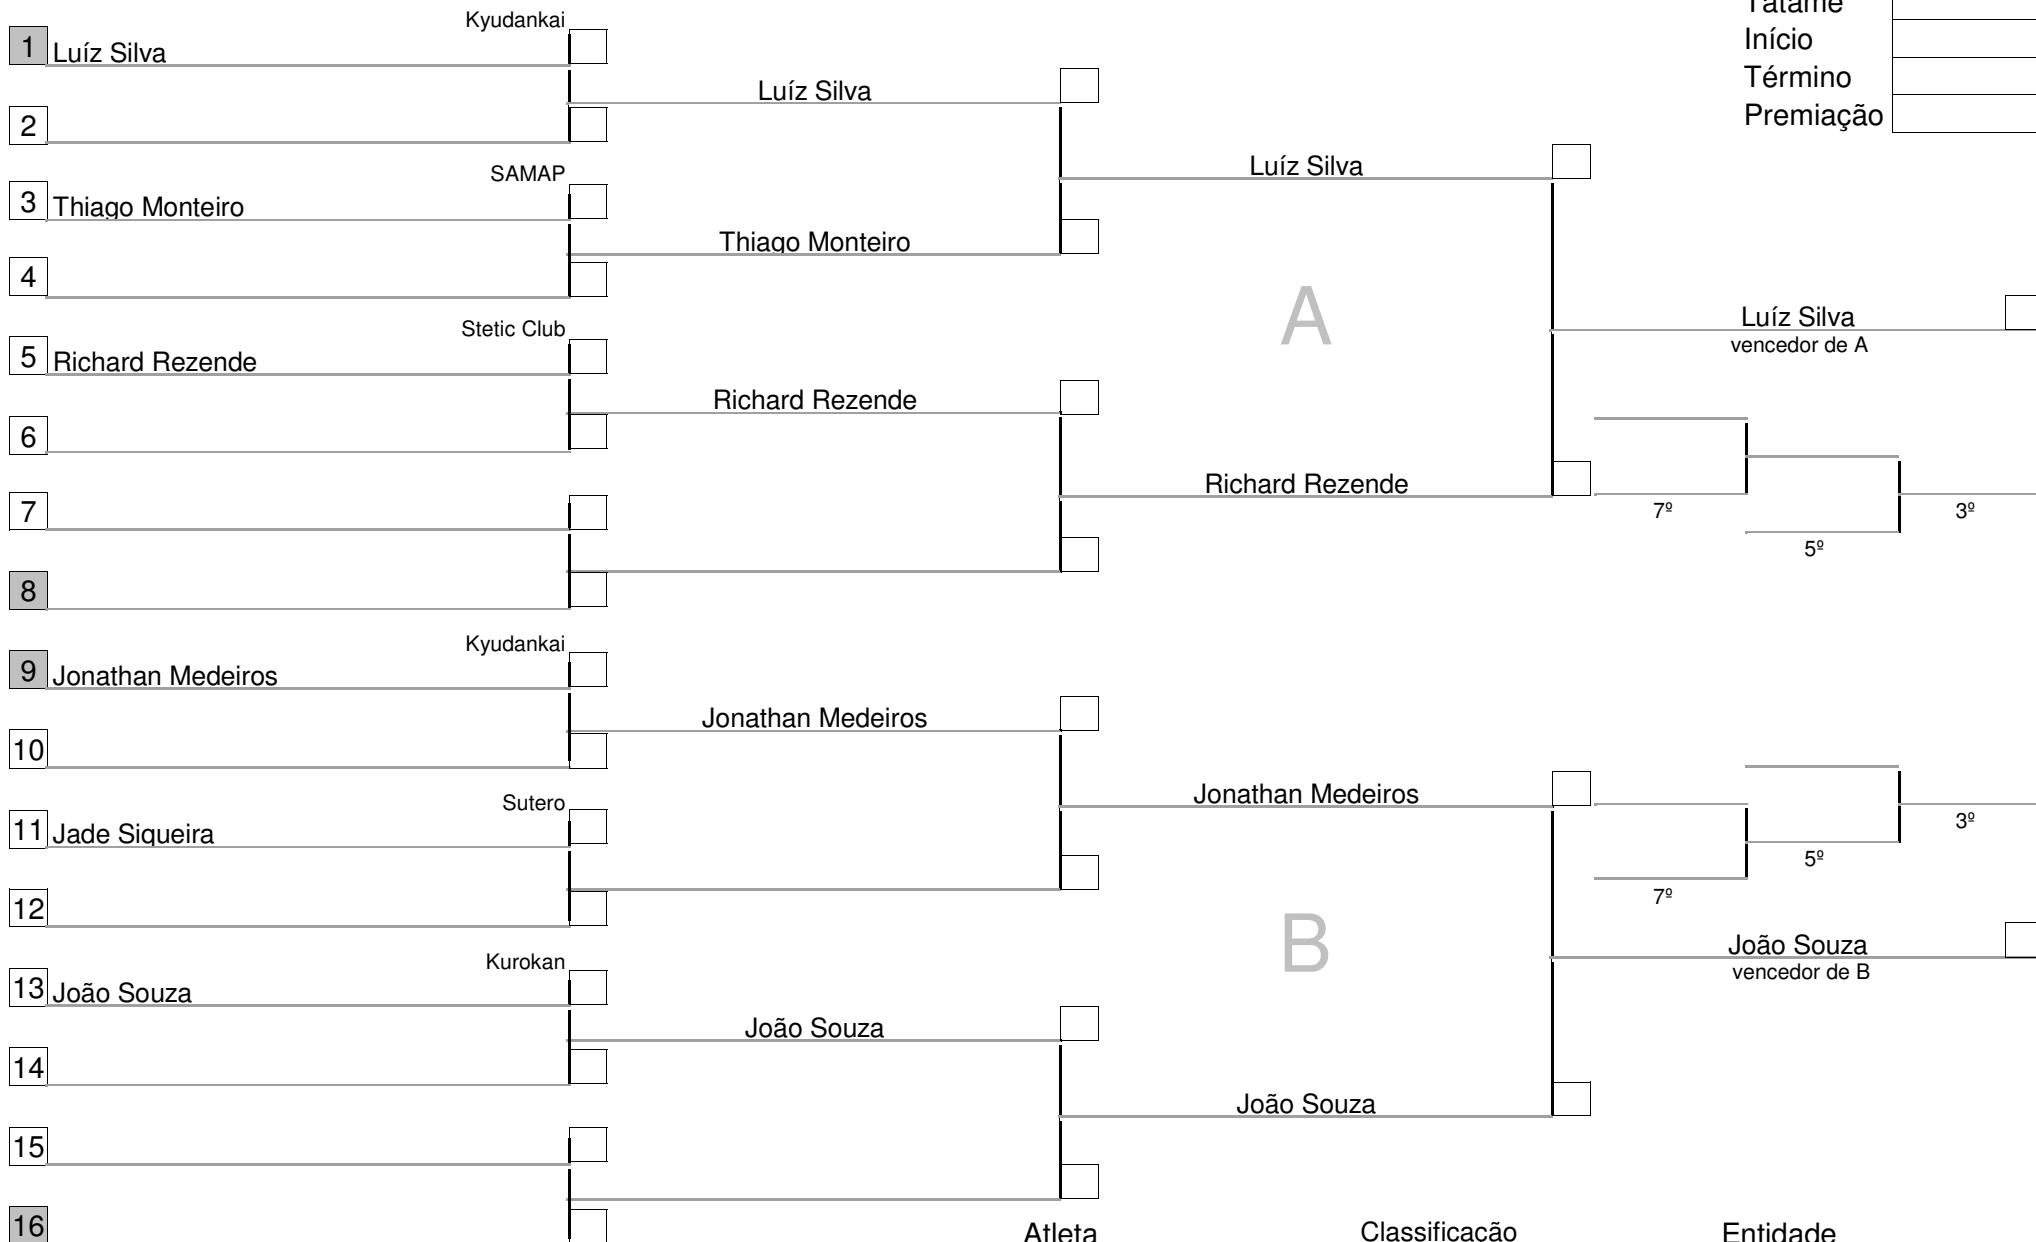 Tatame
Kyudankai
1 Luíz Silva
Início
Luíz Silva
Término
2
Premiação
SAMAP
Luíz Silva
3 Thiago Monteiro
Thiago Monteiro
4
A
Stetic Club
Luíz Silva
5 Richard Rezende
vencedor de A
Richard Rezende
6
Richard Rezende
7
7º
3º
5º
8
Kyudankai
9 Jonathan Medeiros
Jonathan Medeiros
10
Jonathan Medeiros
Sutero
11 Jade Siqueira
3º
5º
7º
12
B
João Souza
Kurokan
vencedor de B
13 João Souza
João Souza
14
João Souza
15
16
Atleta
Classificação
Entidade